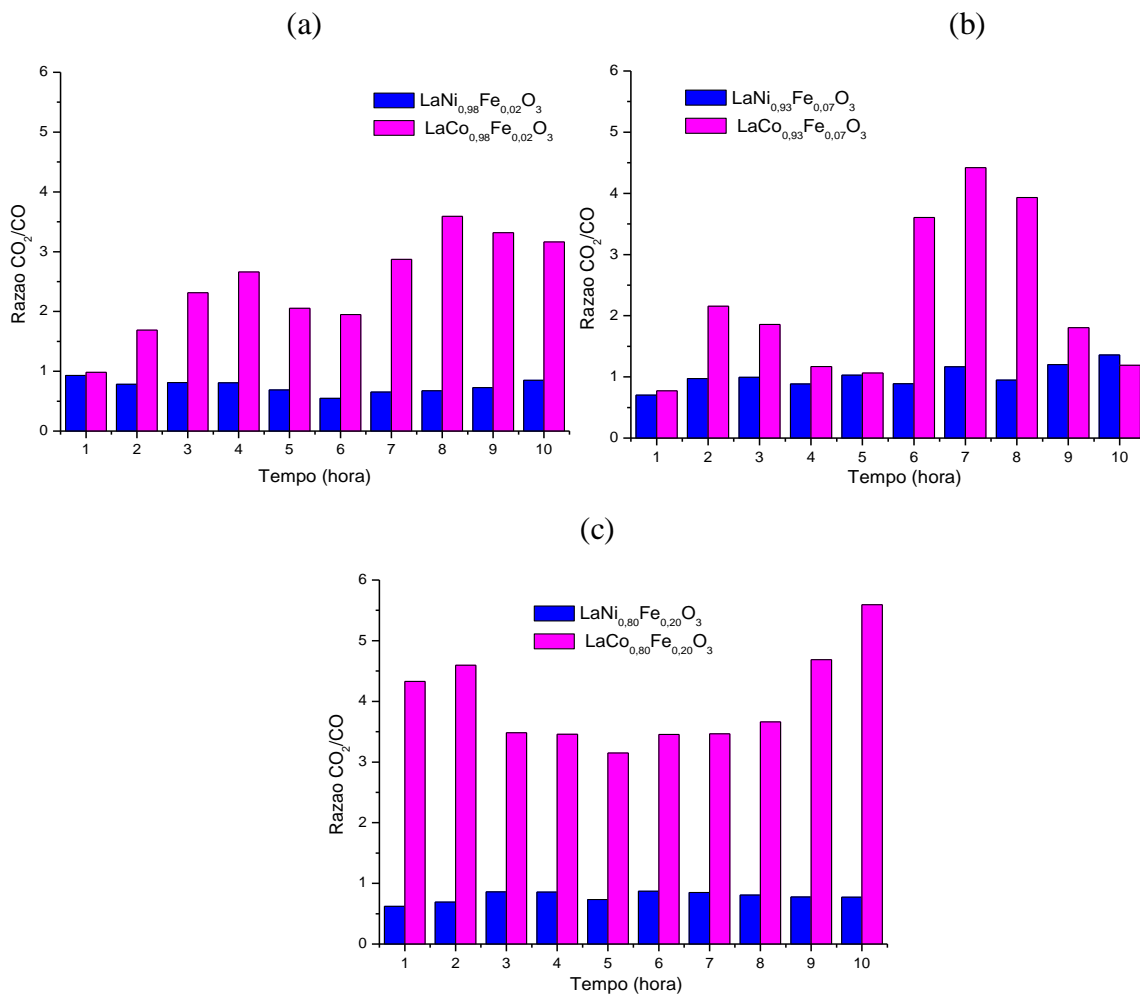 (a)
6
5
4
3
2
1
0
Razao CO₂/CO
LaNi₀,₉₈Fe₀,₀₂O₃
LaCo₀,₉₈Fe₀,₀₂O₃
1 2 3 4 5 6 7 8 9 10
Tempo (hora)
(b)
6
5
4
3
2
1
0
Razao CO₂/CO
LaNi₀,₉₃Fe₀,₀₇O₃
LaCo₀,₉₃Fe₀,₀₇O₃
1 2 3 4 5 6 7 8 9 10
Tempo (hora)
(c)
6
5
4
3
2
1
0
Razao CO₂/CO
LaNi₀,₈₀Fe₀,₂₀O₃
LaCo₀,₈₀Fe₀,₂₀O₃
1 2 3 4 5 6 7 8 9 10
Tempo (hora)